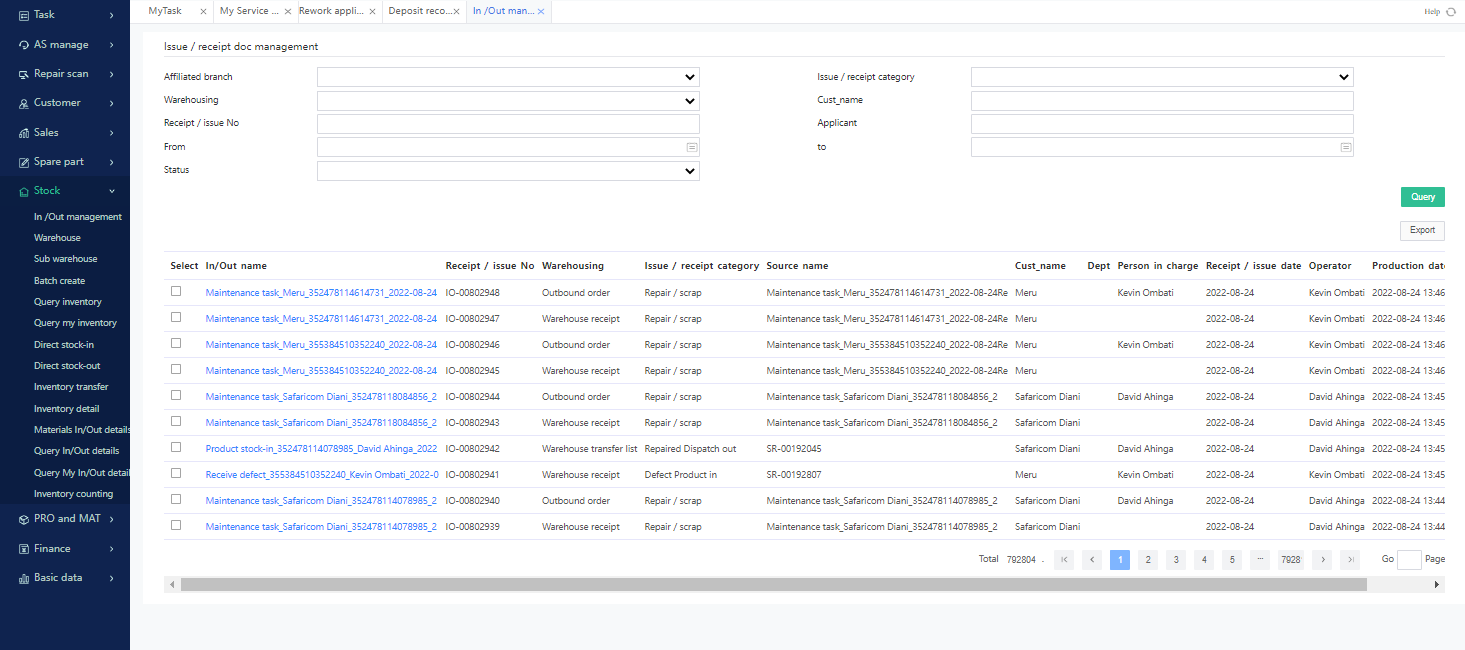 Task
AS manage
Repair scan
Customer
Sales
Spare part
Stock
In /Out management
Warehouse
Sub warehouse
Batch create
Query inventory
Query my inventory
Direct stock-in
Direct stock-out
Inventory transfer
Inventory detail
Materials In/Out details
Query In/Out details
Query My In/Out detail
Inventory counting
PRO and MAT
Finance
Basic data
MyTask × My Service ... × Rework appli... × Deposit reco...× In /Out man... × Help
Issue / receipt doc management
Affiliated branch Issue / receipt category
Warehousing Cust_name
Receipt / issue No Applicant
From to
Status
Query
Export
Select In/Out name Receipt / issue No Warehousing Issue / receipt category Source name Cust_name Dept Person in charge Receipt / issue date Operator Production date
Maintenance task_Meru_352478114614731_2022-08-24 IO-00802948 Outbound order Repair / scrap Maintenance task_Meru_352478114614731_2022-08-24Re Meru Kevin Ombati 2022-08-24 Kevin Ombati 2022-08-24 13:46
Maintenance task_Meru_352478114614731_2022-08-24 IO-00802947 Warehouse receipt Repair / scrap Maintenance task_Meru_352478114614731_2022-08-24Re Meru 2022-08-24 Kevin Ombati 2022-08-24 13:46
Maintenance task_Meru_355384510352240_2022-08-24 IO-00802946 Outbound order Repair / scrap Maintenance task_Meru_355384510352240_2022-08-24Re Meru Kevin Ombati 2022-08-24 Kevin Ombati 2022-08-24 13:46
Maintenance task_Meru_355384510352240_2022-08-24 IO-00802945 Warehouse receipt Repair / scrap Maintenance task_Meru_355384510352240_2022-08-24Re Meru 2022-08-24 Kevin Ombati 2022-08-24 13:46
Maintenance task_Safaricom Diani_352478118084856_2 IO-00802944 Outbound order Repair / scrap Maintenance task_Safaricom Diani_352478118084856_2 Safaricom Diani David Ahinga 2022-08-24 David Ahinga 2022-08-24 13:45
Maintenance task_Safaricom Diani_352478118084856_2 IO-00802943 Warehouse receipt Repair / scrap Maintenance task_Safaricom Diani_352478118084856_2 Safaricom Diani 2022-08-24 David Ahinga 2022-08-24 13:45
Product stock-in_352478114078985_David Ahinga_2022 IO-00802942 Warehouse transfer list Repaired Dispatch out SR-00192045 Safaricom Diani David Ahinga 2022-08-24 David Ahinga 2022-08-24 13:45
Receive defect_355384510352240_Kevin Ombati_2022-0 IO-00802941 Warehouse receipt Defect Product in SR-00192807 Meru Kevin Ombati 2022-08-24 Kevin Ombati 2022-08-24 13:45
Maintenance task_Safaricom Diani_352478114078985_2 IO-00802940 Outbound order Repair / scrap Maintenance task_Safaricom Diani_352478114078985_2 Safaricom Diani David Ahinga 2022-08-24 David Ahinga 2022-08-24 13:44
Maintenance task_Safaricom Diani_352478114078985_2 IO-00802939 Warehouse receipt Repair / scrap Maintenance task_Safaricom Diani_352478114078985_2 Safaricom Diani 2022-08-24 David Ahinga 2022-08-24 13:44
Total 792804 . 1 2 3 4 5 ... 7928 Go Page